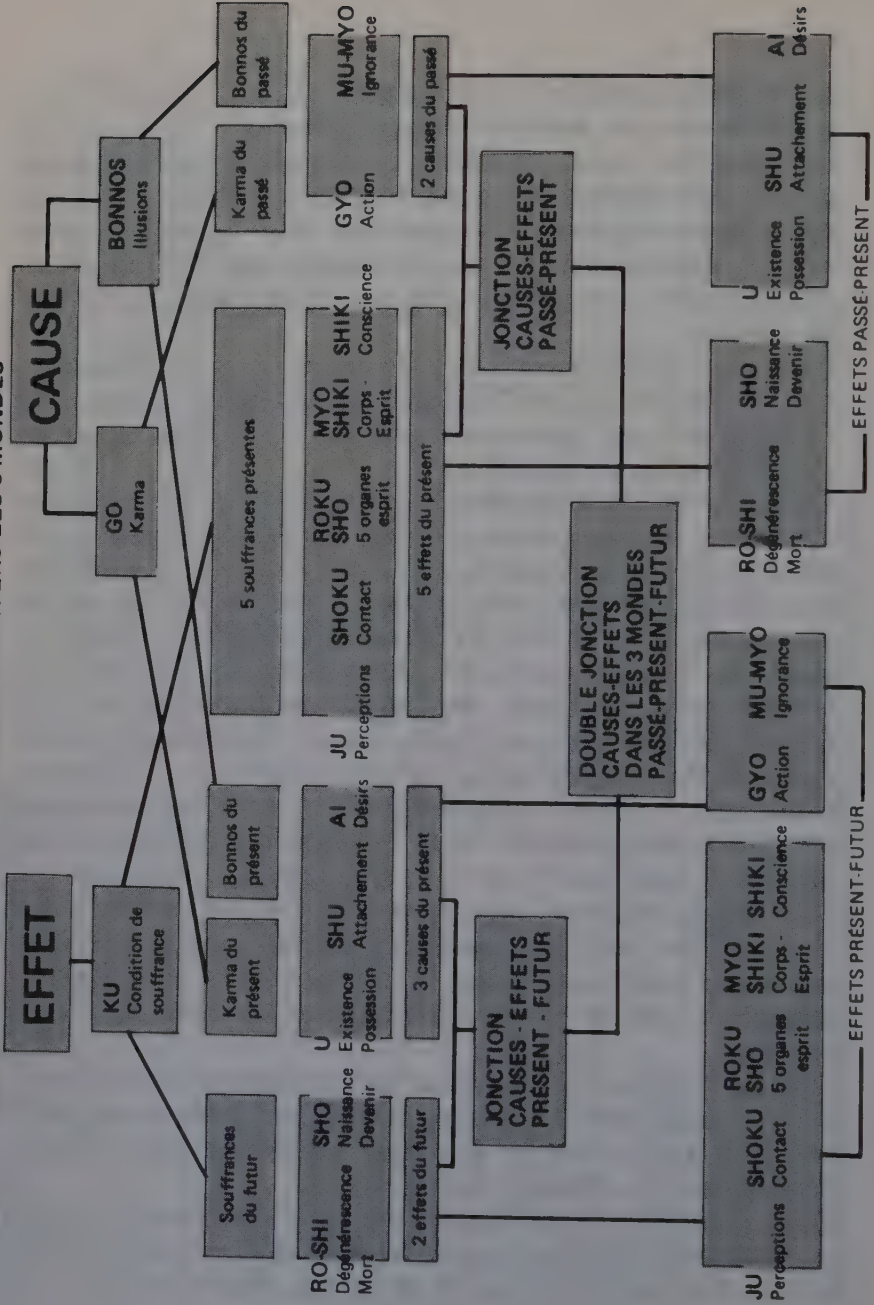 DANS LES 3 MONDES
EFFET
CAUSE
KU
Condition de
souffrance
GO
Karma
BONNOS
Illusions
Souffrances
du futur
Karma du
présent
Bonnos du
présent
5 souffrances présentes
Karma du
passé
Bonnos du
passé
RO-SHI
Dégénérescence
Mort
SHO
Naissance
Devenir
U
Existence
Possession
SHU
Attachement
AI
Désirs
JU
Perceptions
SHOKU
Contact
ROKU
SHO
5 organes
esprit
MYO
SHIKI
Corps -
Esprit
SHIKI
Conscience
GYO
Action
MU-MYO
Ignorance
2 effets du futur
3 causes du présent
5 effets du présent
2 causes du passé
JONCTION
CAUSES - EFFETS
PRÉSENT - FUTUR
JONCTION
CAUSES-EFFETS
PASSÉ-PRÉSENT
DOUBLE JONCTION
CAUSES-EFFETS
DANS LES 3 MONDES
PASSÉ-PRÉSENT-FUTUR
JU
Perceptions
SHOKU
Contact
ROKU
SHO
5 organes
esprit
MYO
SHIKI
Corps -
Esprit
SHIKI
Conscience
GYO
Action
MU-MYO
Ignorance
RO-SHI
Dégénérescence
Mort
SHO
Naissance
Devenir
U
Existence
Possession
SHU
Attachement
AI
Désirs
EFFETS PRÉSENT-FUTUR
EFFETS PASSÉ-PRÉSENT